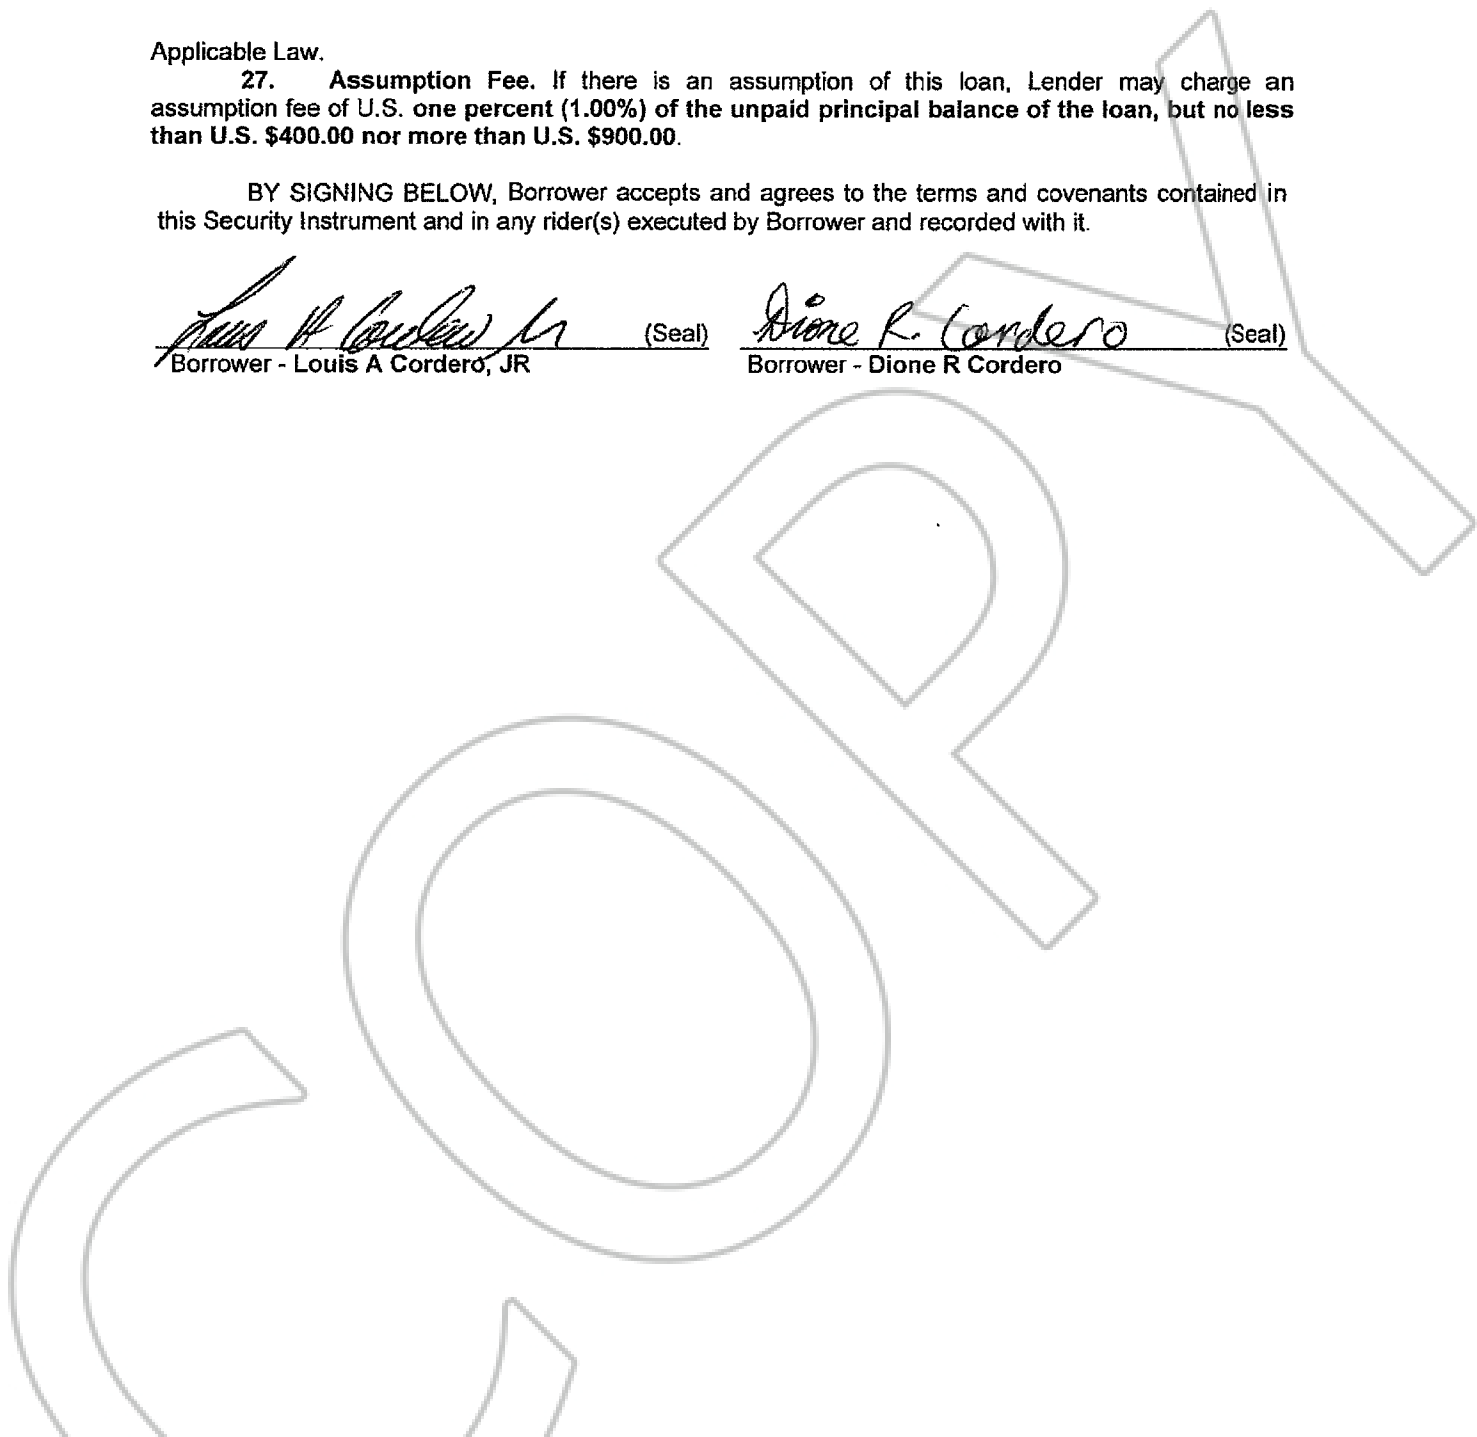 Applicable Law.
27. Assumption Fee. If there is an assumption of this loan, Lender may charge an
assumption fee of U.S. one percent (1.00%) of the unpaid principal balance of the loan, but no less
than U.S. $400.00 nor more than U.S. $900.00.
BY SIGNING BELOW, Borrower accepts and agrees to the terms and covenants contained in
this Security Instrument and in any rider(s) executed by Borrower and recorded with it.
Louis A Cordero Jr (Seal) Dione R. Cordero (Seal)
Borrower - Louis A Cordero, JR Borrower - Dione R Cordero
COPY